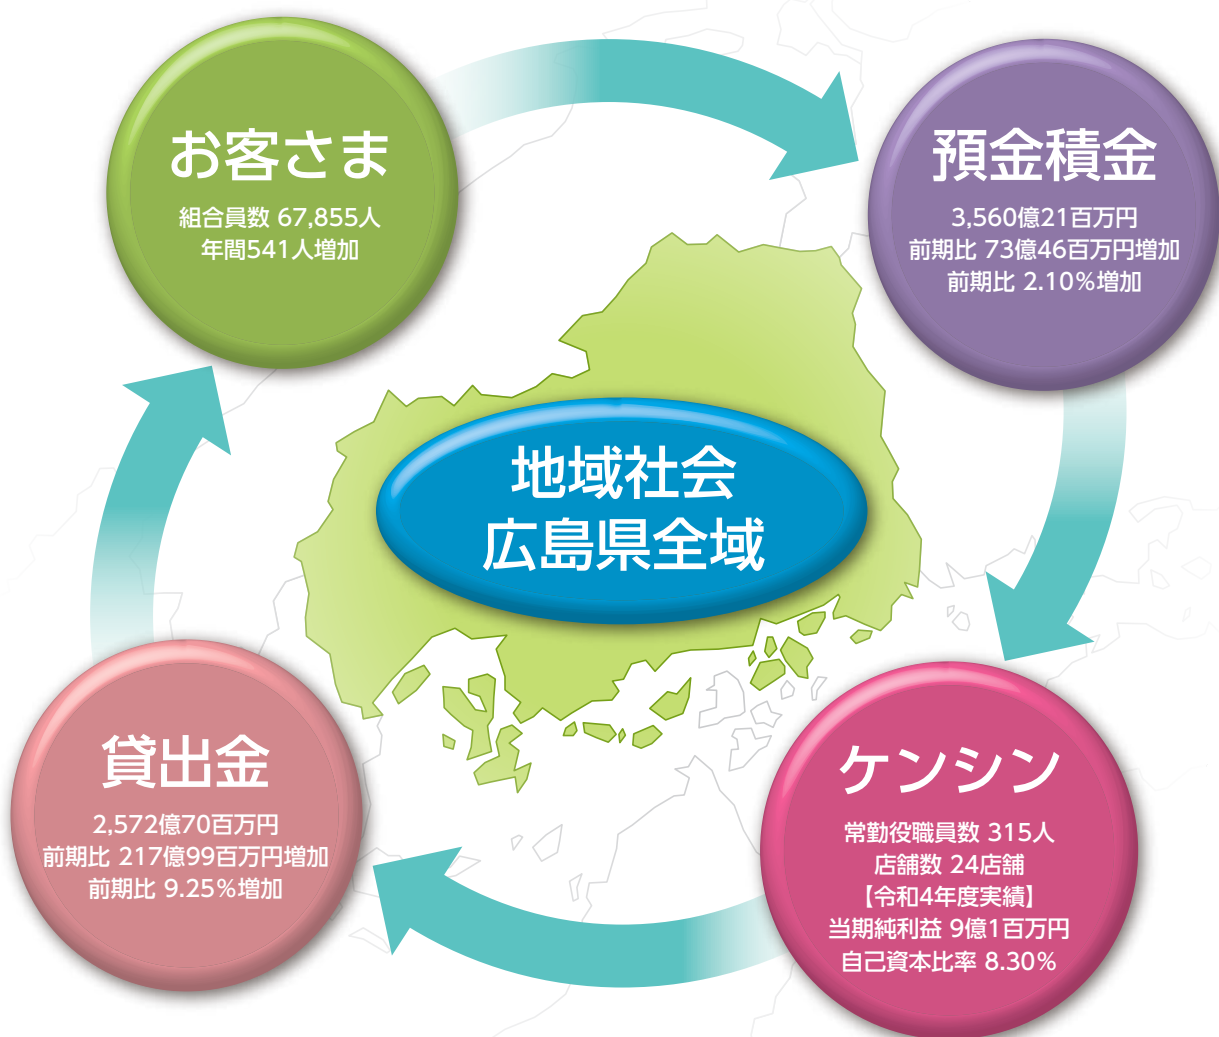 お客さま
組合員数 67,855人
年間541人増加
預金積金
3,560億21百万円
前期比 73億46百万円増加
前期比 2.10%増加
地域社会
広島県全域
貸出金
2,572億70百万円
前期比 217億99百万円増加
前期比 9.25%増加
ケンシン
常勤役職員数 315人
店舗数 24店舗
【令和4年度実績】
当期純利益 9億1百万円
自己資本比率 8.30%